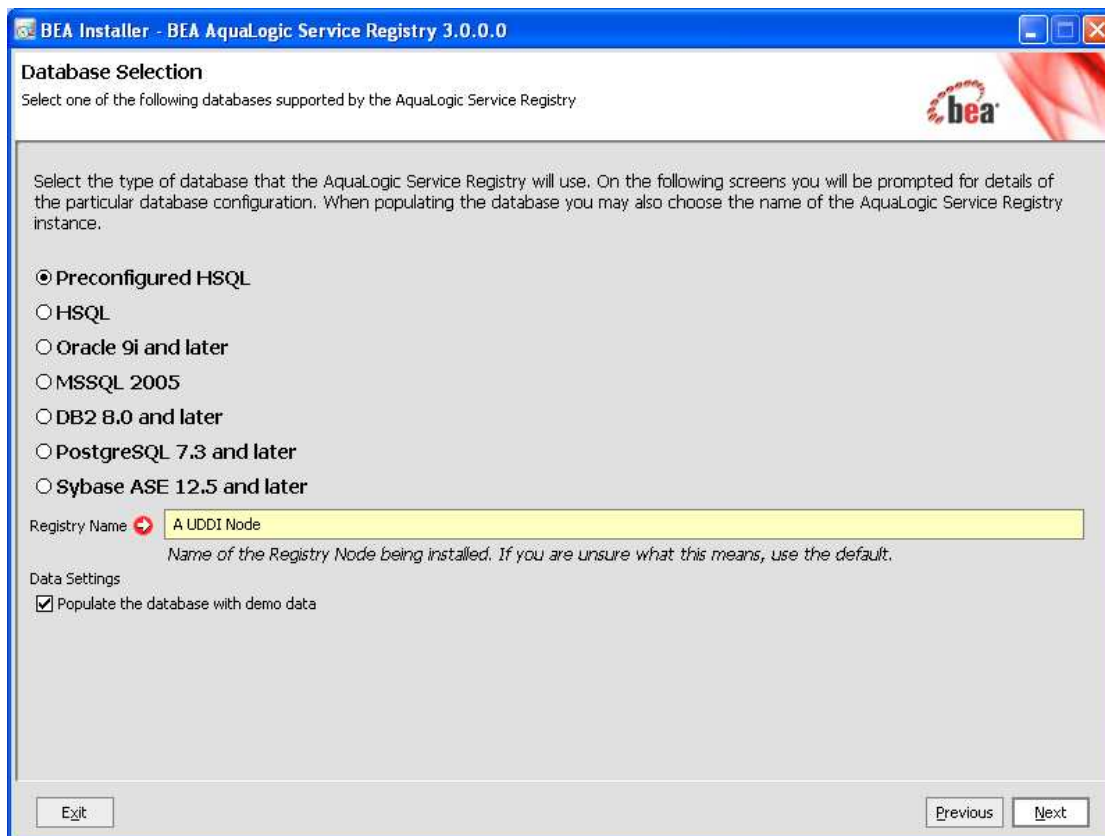 BEA Installer - BEA AquaLogic Service Registry 3.0.0.0
Database Selection
Select one of the following databases supported by the AquaLogic Service Registry
bea
Select the type of database that the AquaLogic Service Registry will use. On the following screens you will be prompted for details of
the particular database configuration. When populating the database you may also choose the name of the AquaLogic Service Registry
instance.
Preconfigured HSQL
HSQL
Oracle 9i and later
MSSQL 2005
DB2 8.0 and later
PostgreSQL 7.3 and later
Sybase ASE 12.5 and later
Registry Name A UDDI Node
Name of the Registry Node being installed. If you are unsure what this means, use the default.
Data Settings
Populate the database with demo data
Exit Previous Next